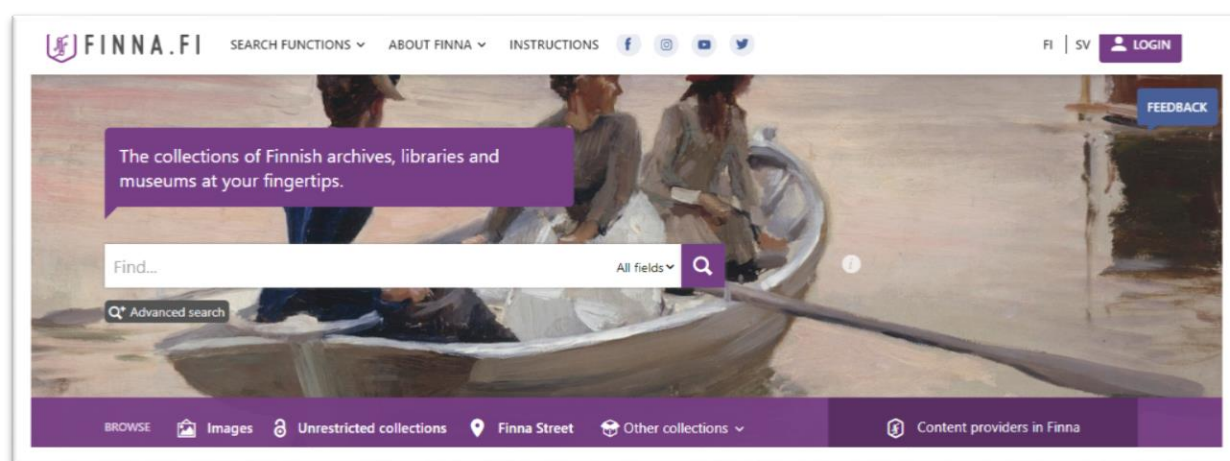 FINNA.FI SEARCH FUNCTIONS ABOUT FINNA INSTRUCTIONS FI | SV LOGIN
FEEDBACK
The collections of Finnish archives, libraries and
museums at your fingertips.
Find... All fields
Advanced search
BROWSE Images Unrestricted collections Finna Street Other collections Content providers in Finna